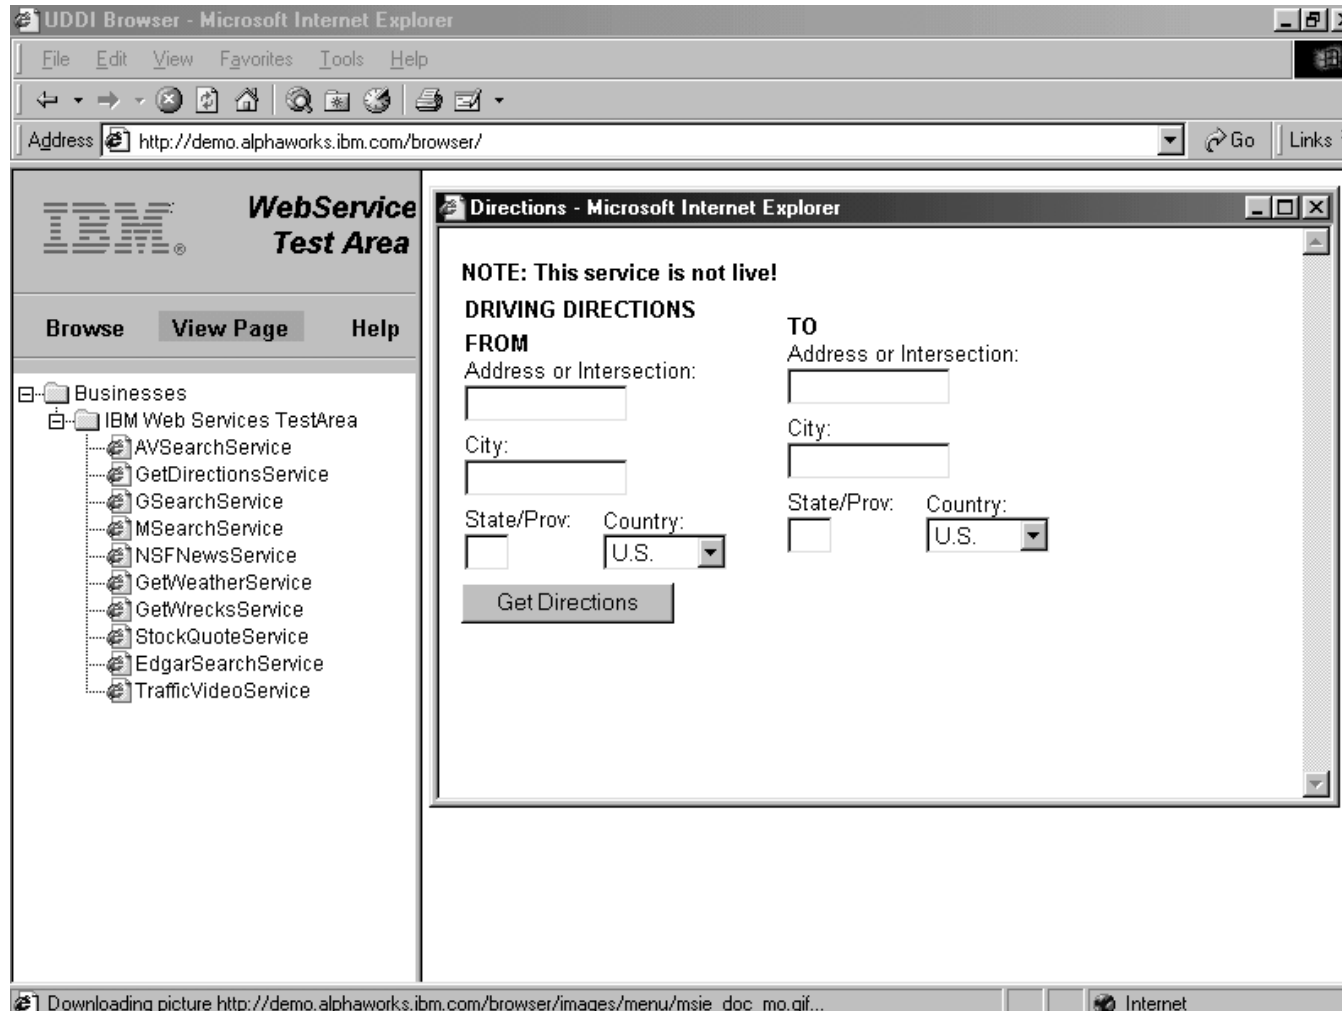 UDDI Browser - Microsoft Internet Explorer
File Edit View Favorites Tools Help
Address http://demo.alphaworks.ibm.com/browser/ Go Links
IBM®
WebService
Test Area
Browse View Page Help
Businesses
IBM Web Services TestArea
AVSearchService
GetDirectionsService
GSearchService
MSearchService
NSFNewsService
GetWeatherService
GetWrecksService
StockQuoteService
EdgarSearchService
TrafficVideoService
Directions - Microsoft Internet Explorer
NOTE: This service is not live!
DRIVING DIRECTIONS
FROM
Address or Intersection:
City:
State/Prov: Country:
U.S.
TO
Address or Intersection:
City:
State/Prov: Country:
U.S.
Get Directions
Downloading picture http://demo.alphaworks.ibm.com/browser/images/menu/msie_doc_mo.gif...
Internet